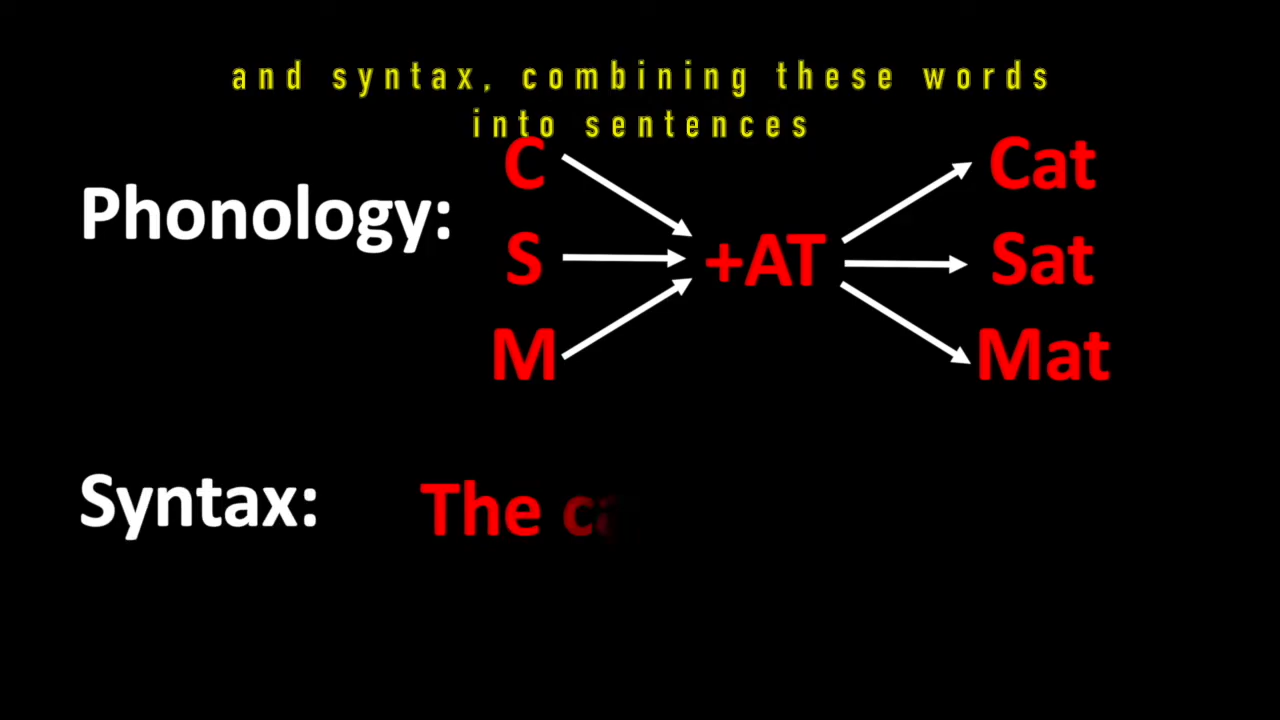 and syntax, combining these words
into sentences
Phonology:
C
S
M
+AT
Cat
Sat
Mat
Syntax:
The